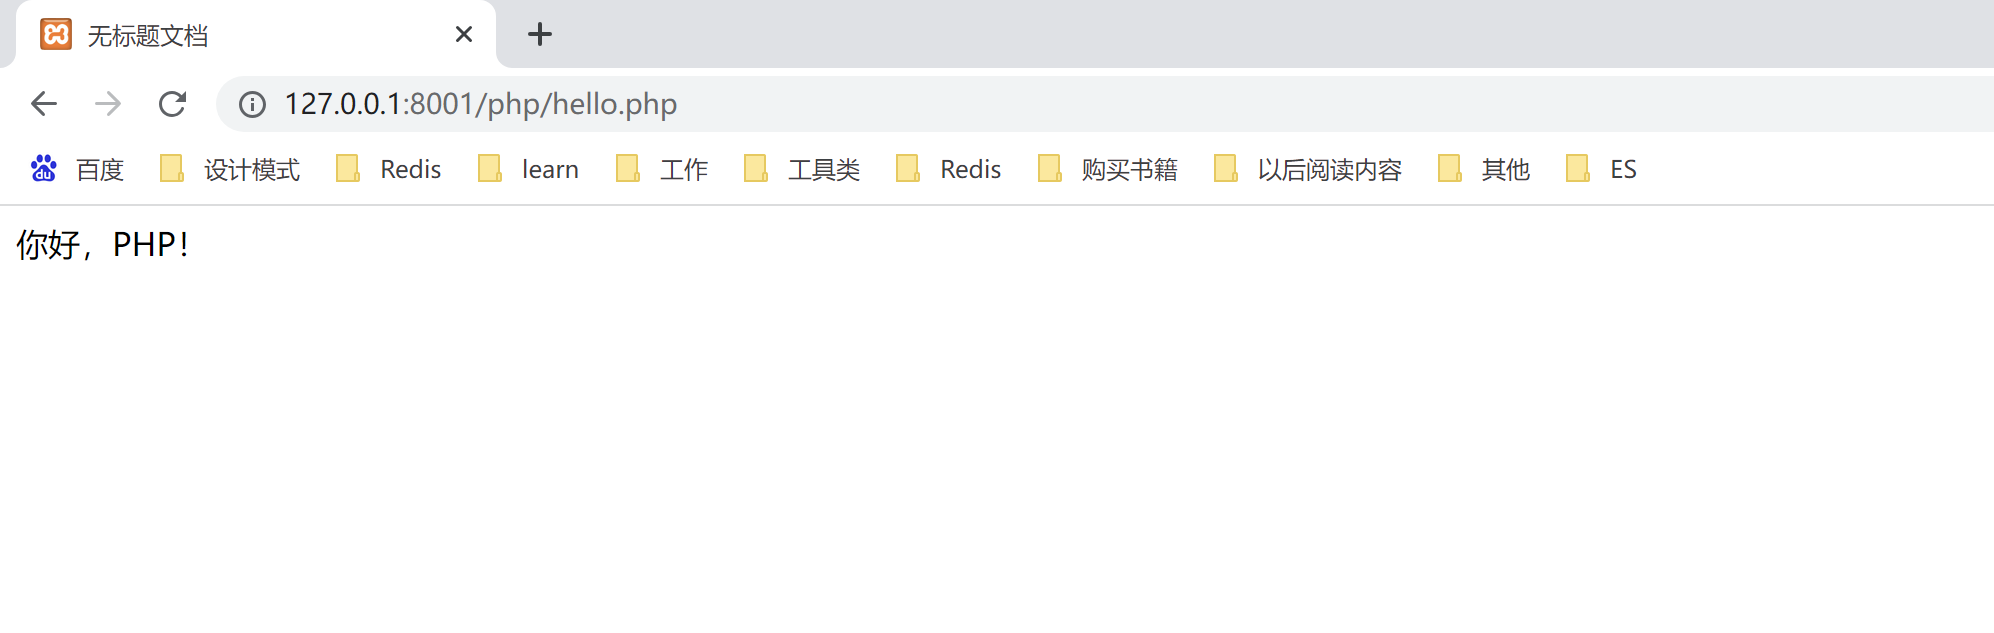 无标题文档
127.0.0.1:8001/php/hello.php
du 百度 设计模式 Redis learn 工作 工具类 Redis 购买书籍 以后阅读内容 其他 ES
你好，PHP！